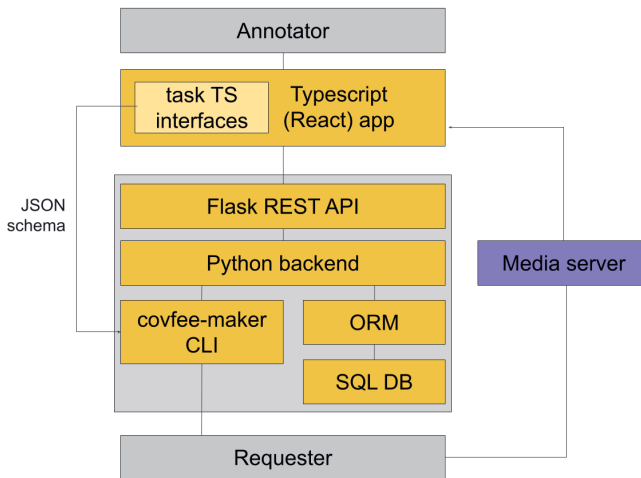 Annotator
task TS
interfaces
Typescript
(React) app
JSON
schema
Flask REST API
Python backend
Media server
covfee-maker
CLI
ORM
SQL DB
Requester